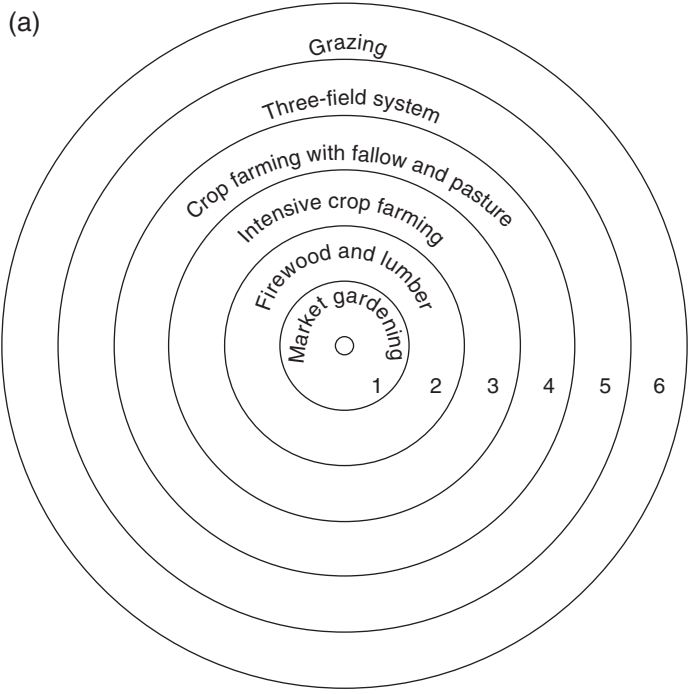 (a)
Grazing
Three-field system
Crop farming with fallow and pasture
Intensive crop farming
Firewood and lumber
Market gardening
1 2 3 4 5 6